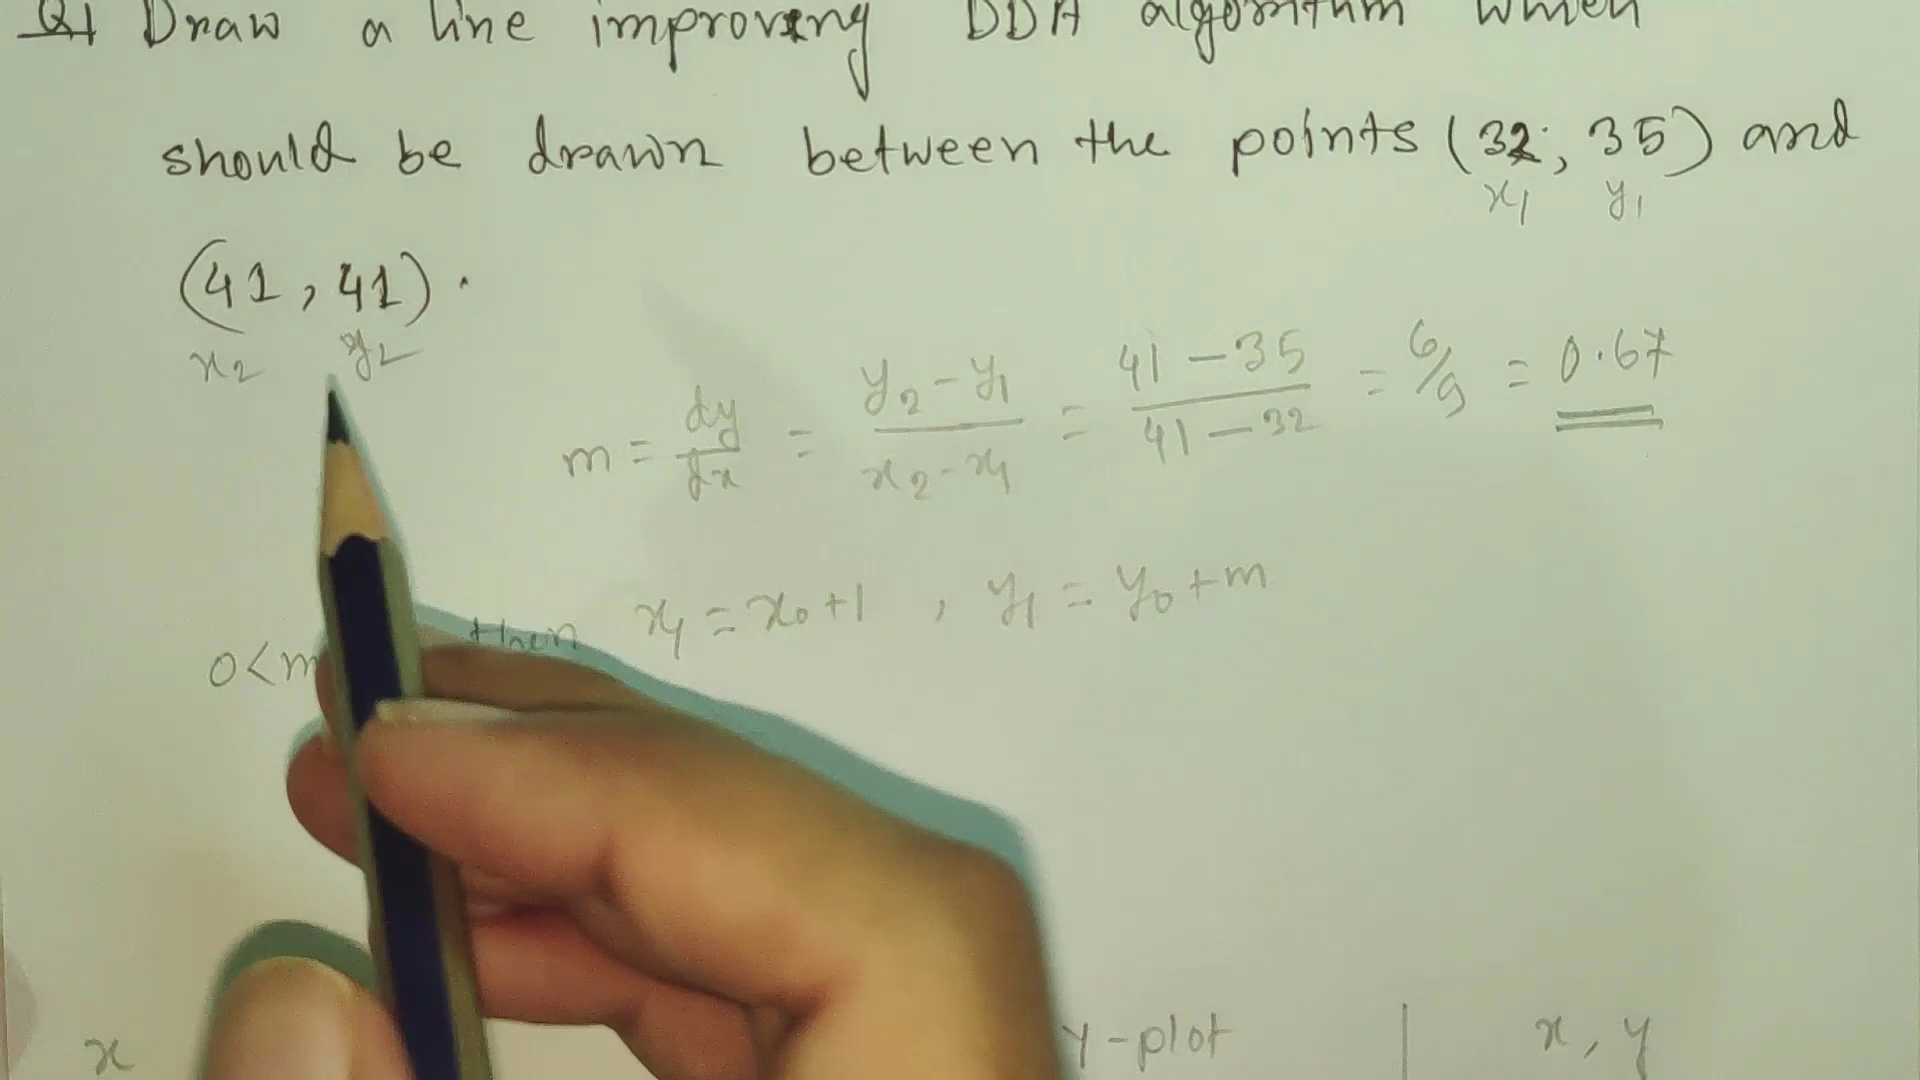 Q1 Draw a line improving DDA algorithm which
should be drawn between the points (32, 35) and
x1 y1
(41, 41).
x2 y2
m = dy/dx = y2-y1/x2-x1 = 41-35/41-32 = 6/9 = 0.67
0<m then x1 = x0+1 , y1 = y0+m
x y-plot | x, y